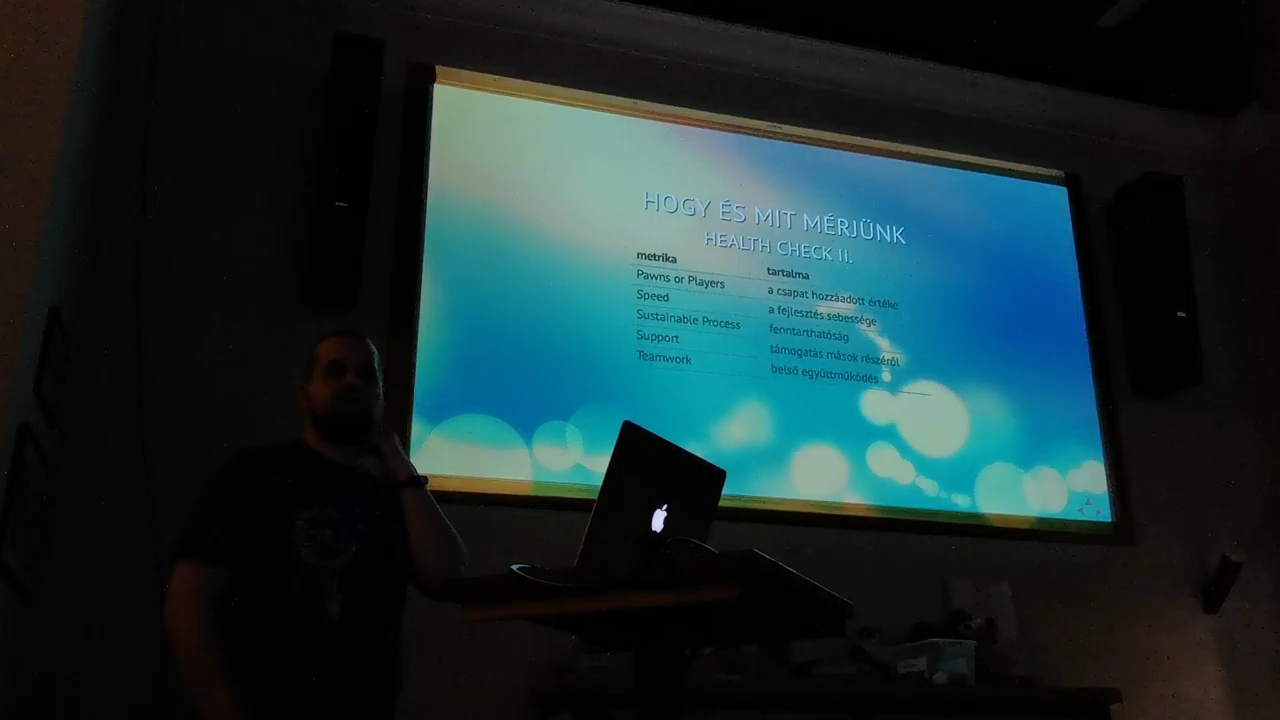 HOGY ÉS MIT MÉRJÜNK
HEALTH CHECK II.
metrika tartalma
Pawns or Players a csapat hozzáadott értéke
Speed a fejlesztés sebessége
Sustainable Process fenntarthatóság
Support támogatás mások részéről
Teamwork belső együttműködés